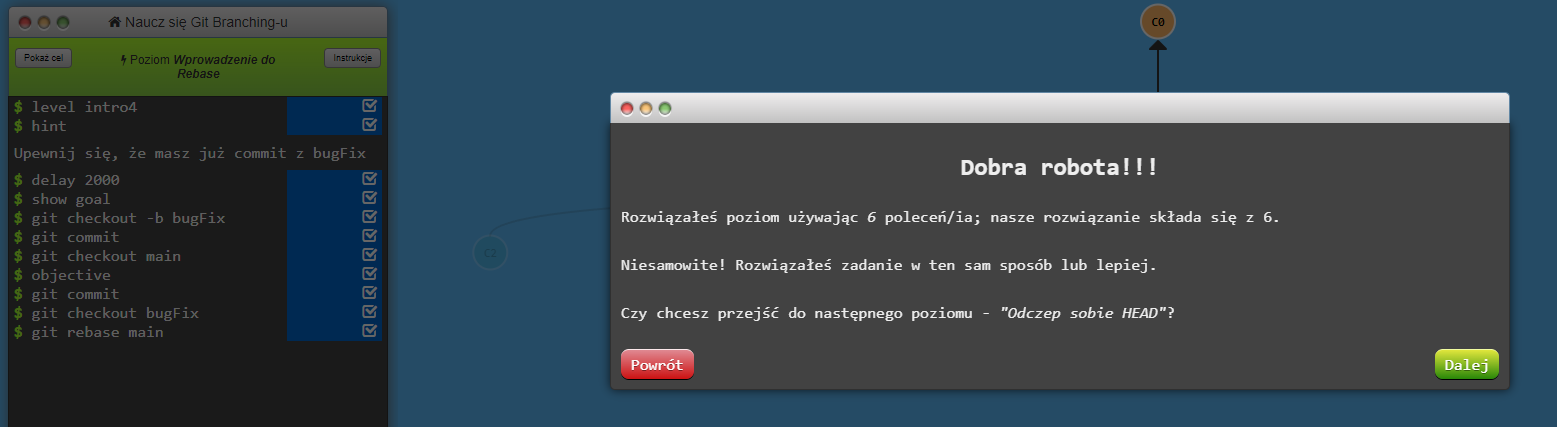 Naucz się Git Branching-u
Pokaż cel
Poziom Wprowadzenie do
Rebase
Instrukcje
$ level intro4
$ hint
Upewnij się, że masz już commit z bugFix
$ delay 2000
$ show goal
$ git checkout -b bugFix
$ git commit
$ git checkout main
$ objective
$ git commit
$ git checkout bugFix
$ git rebase main
C0
C2
Dobra robota!!!
Rozwiązałeś poziom używając 6 poleceń/ia; nasze rozwiązanie składa się z 6.
Niesamowite! Rozwiązałeś zadanie w ten sam sposób lub lepiej.
Czy chcesz przejść do następnego poziomu - "Odczep sobie HEAD"?
Powrót
Dalej